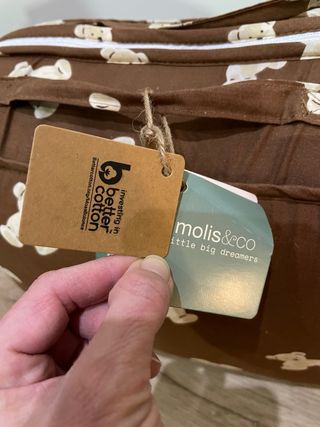 b
investing in
better
cotton
bettercotton.org/massbalance
molis&co
little big dreamers